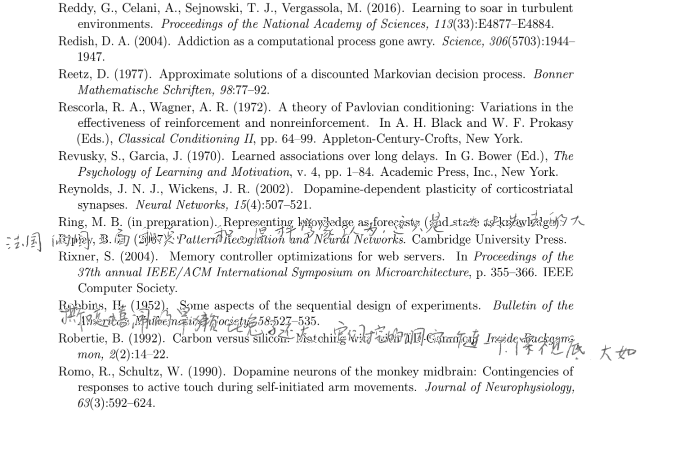 Reddy, G., Celani, A., Sejnowski, T. J., Vergassola, M. (2016). Learning to soar in turbulent
environments. Proceedings of the National Academy of Sciences, 113(33):E4877–E4884.
Redish, D. A. (2004). Addiction as a computational process gone awry. Science, 306(5703):1944–
1947.
Reetz, D. (1977). Approximate solutions of a discounted Markovian decision process. Bonner
Mathematische Schriften, 98:77–92.
Rescorla, R. A., Wagner, A. R. (1972). A theory of Pavlovian conditioning: Variations in the
effectiveness of reinforcement and nonreinforcement. In A. H. Black and W. F. Prokasy
(Eds.), Classical Conditioning II, pp. 64–99. Appleton-Century-Crofts, New York.
Revusky, S., Garcia, J. (1970). Learned associations over long delays. In G. Bower (Ed.), The
Psychology of Learning and Motivation, v. 4, pp. 1–84. Academic Press, Inc., New York.
Reynolds, J. N. J., Wickens, J. R. (2002). Dopamine-dependent plasticity of corticostriatal
synapses. Neural Networks, 15(4):507–521.
Ring, M. B. (in preparation). Representing knowledge as forecasts (and state as knowledge).
法国
Ripley, B. D. (2007). Pattern Recognition and Neural Networks. Cambridge University Press.
Rixner, S. (2004). Memory controller optimizations for web servers. In Proceedings of the
37th annual IEEE/ACM International Symposium on Microarchitecture, p. 355–366. IEEE
Computer Society.
Robbins, H. (1952). Some aspects of the sequential design of experiments. Bulletin of the
American Mathematical Society, 58:527–535.
Robertie, B. (1992). Carbon versus silicon: Matching wits with TD-Gammon. Inside Backgam-
mon, 2(2):14–22.
大如
Romo, R., Schultz, W. (1990). Dopamine neurons of the monkey midbrain: Contingencies of
responses to active touch during self-initiated arm movements. Journal of Neurophysiology,
63(3):592–624.